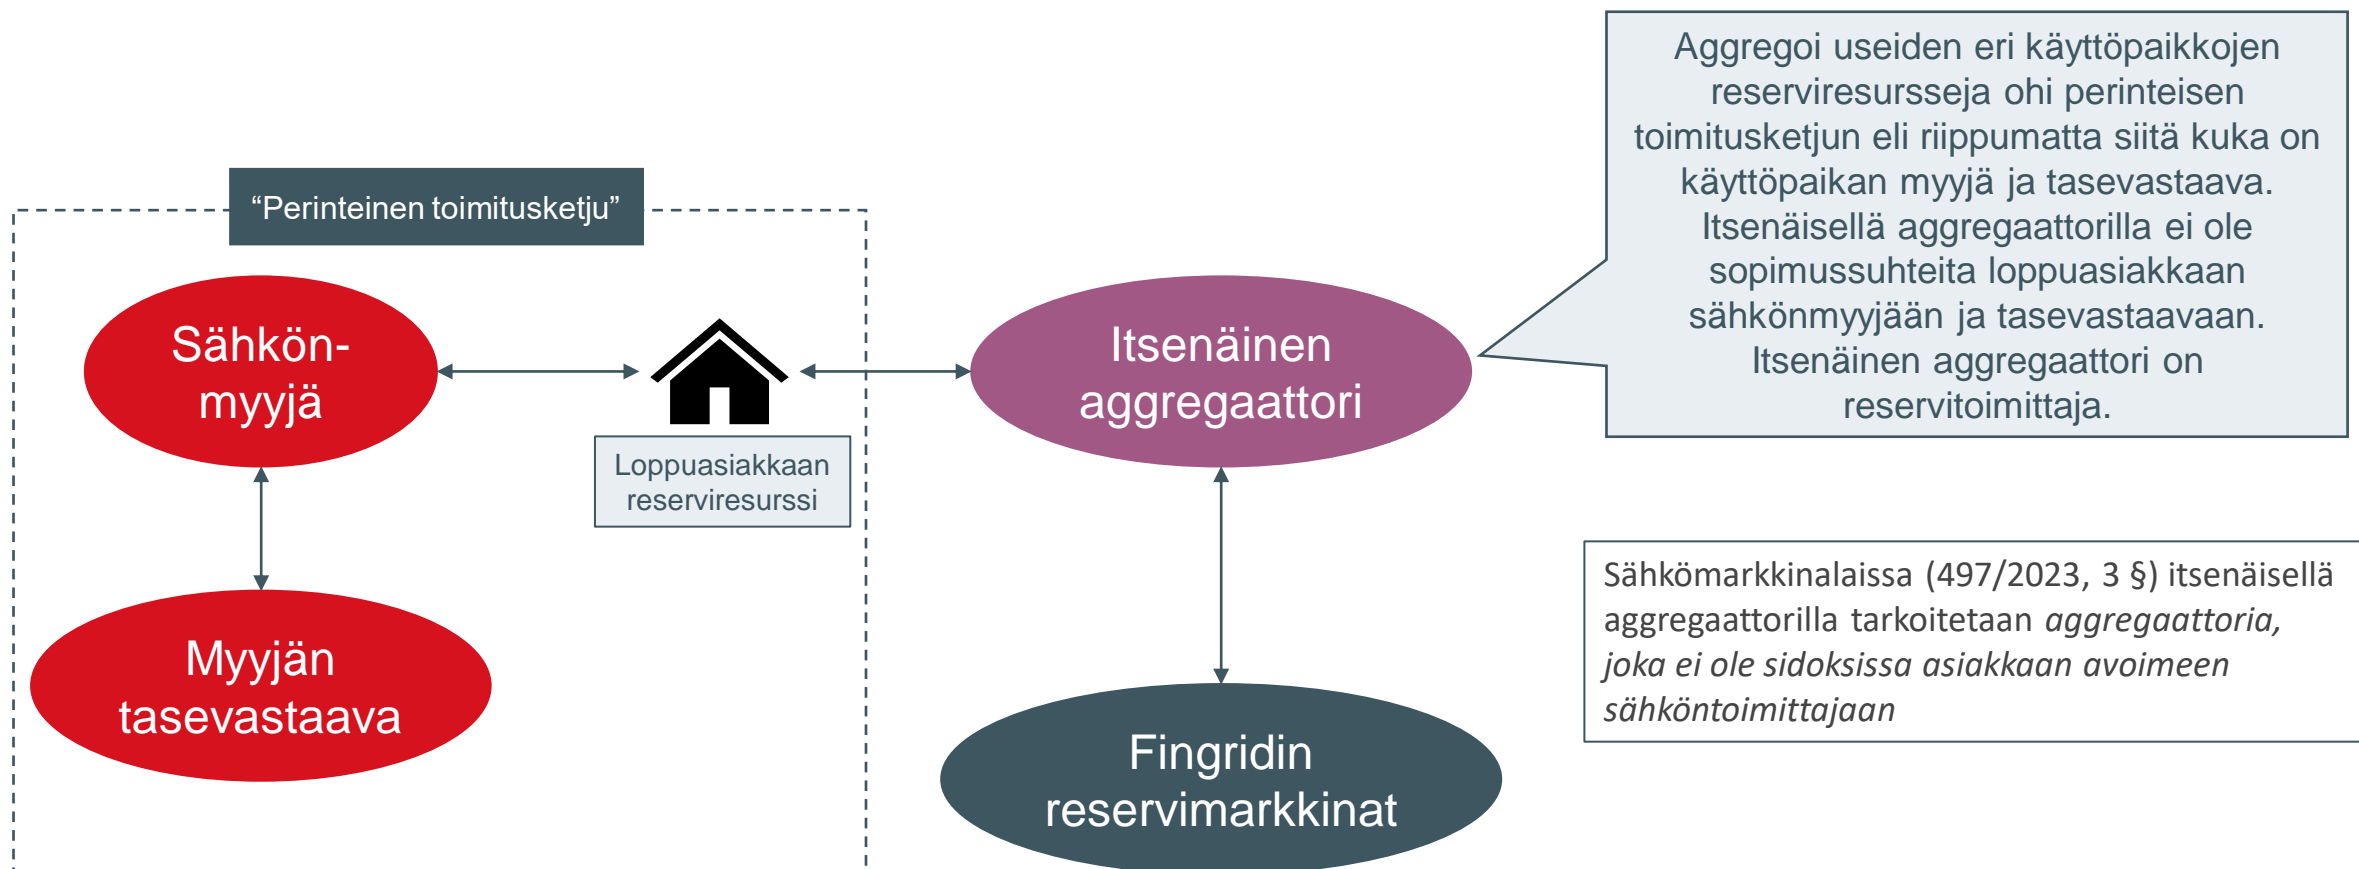 “Perinteinen toimitusketju”
Sähkön-
myyjä
Myyjän
tasevastaava
Loppuasiakkaan
reserviresurssi
Itsenäinen
aggregaattori
Fingridin
reservimarkkinat
Aggregoi useiden eri käyttöpaikkojen
reserviresursseja ohi perinteisen
toimitusketjun eli riippumatta siitä kuka on
käyttöpaikan myyjä ja tasevastaava.
Itsenäisellä aggregaattorilla ei ole
sopimussuhteita loppuasiakkaan
sähkönmyyjään ja tasevastaavaan.
Itsenäinen aggregaattori on
reservitoimittaja.
Sähkömarkkinalaissa (497/2023, 3 §) itsenäisellä
aggregaattorilla tarkoitetaan aggregaattoria,
joka ei ole sidoksissa asiakkaan avoimeen
sähköntoimittajaan